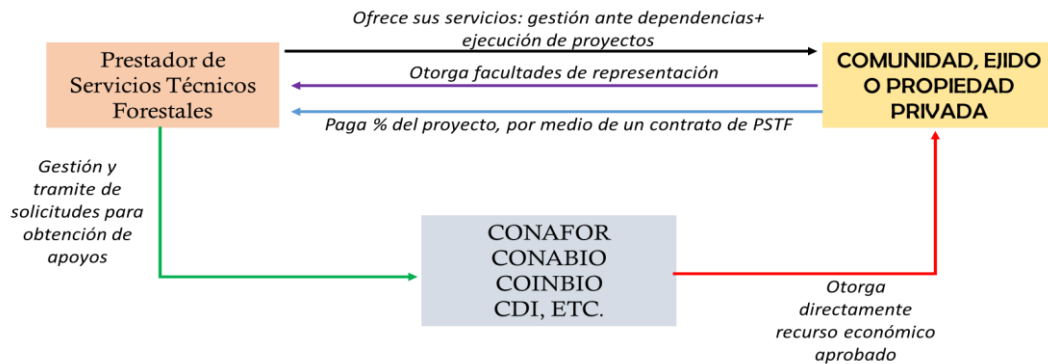 Ofrece sus servicios: gestión ante dependencias+
ejecución de proyectos
Prestador de
Servicios Técnicos
Forestales
Otorga facultades de representación
COMUNIDAD, EJIDO
O PROPIEDAD
PRIVADA
Paga % del proyecto, por medio de un contrato de PSTF
Gestión y
tramite de
solicitudes para
obtención de
apoyos
CONAFOR
CONABIO
COINBIO
CDI, ETC.
Otorga
directamente
recurso económico
aprobado